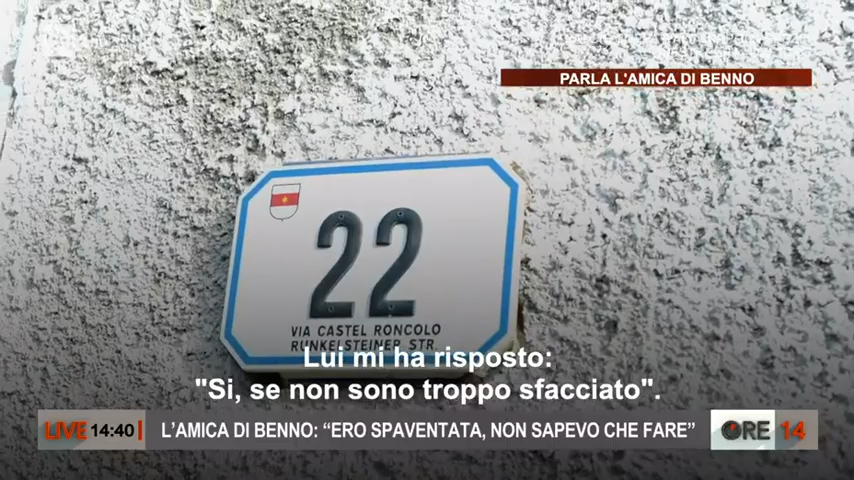 PARLA L'AMICA DI BENNO
22
VIA CASTEL RONCOLO
RUNKELSTEINER STR.
Lui mi ha risposto:
"Si, se non sono troppo sfacciato".
LIVE 14:40
L'AMICA DI BENNO: “ERO SPAVENTATA, NON SAPEVO CHE FARE”
ORE 14